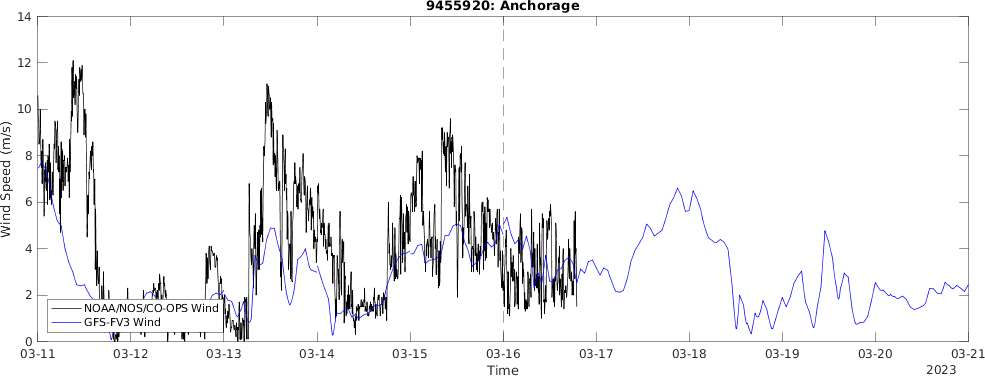 9455920: Anchorage
Wind Speed (m/s)
14
12
10
8
6
4
2
0
NOAA/NOS/CO-OPS Wind
GFS-FV3 Wind
03-11 03-12 03-13 03-14 03-15 03-16 03-17 03-18 03-19 03-20 03-21
Time
2023